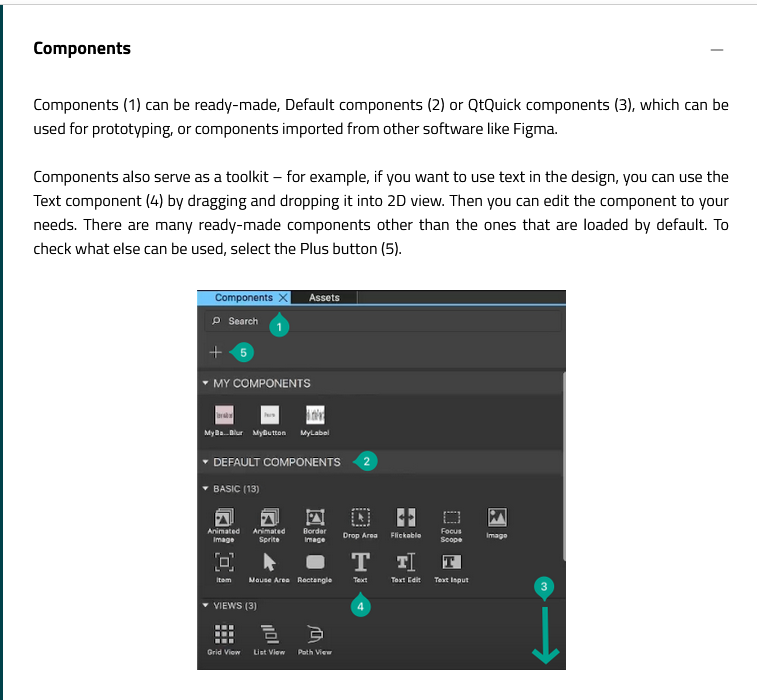 Components
Components (1) can be ready-made, Default components (2) or QtQuick components (3), which can be
used for prototyping, or components imported from other software like Figma.
Components also serve as a toolkit – for example, if you want to use text in the design, you can use the
Text component (4) by dragging and dropping it into 2D view. Then you can edit the component to your
needs. There are many ready-made components other than the ones that are loaded by default. To
check what else can be used, select the Plus button (5).
Components Assets
Search 1
5
MY COMPONENTS
MyBa...Blur MyButton MyLabel
DEFAULT COMPONENTS 2
BASIC (13)
Animated Image Animated Sprite Border Image Drop Area Flickable Focus Scope Image
Item Mouse Area Rectangle Text Text Edit Text Input
3
4
VIEWS (3)
Grid View List View Path View